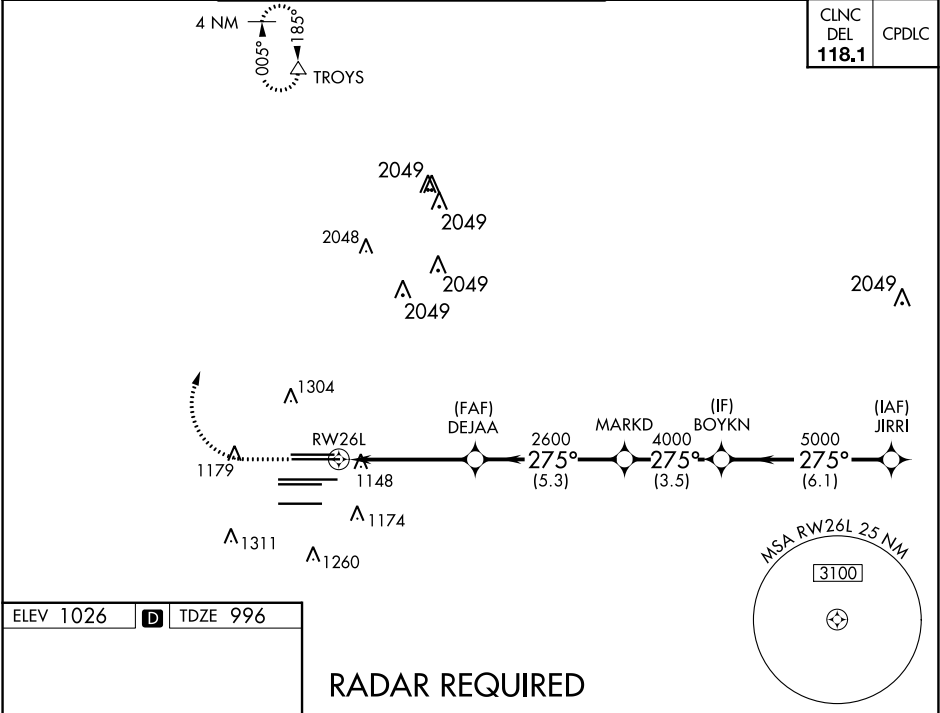 4 NM
005°
185°
TROYS
CLNC
DEL
118.1
CPDLC
2049
2049
2048
2049
2049
2049
1304
1179
RW26L
1148
1174
1311
1260
(FAF)
DEJAA
2600
275°
(5.3)
MARKD
4000
275°
(3.5)
(IF)
BOYKN
5000
275°
(6.1)
(IAF)
JIRRI
MSA RW26L 25 NM
3100
ELEV 1026 D TDZE 996
RADAR REQUIRED